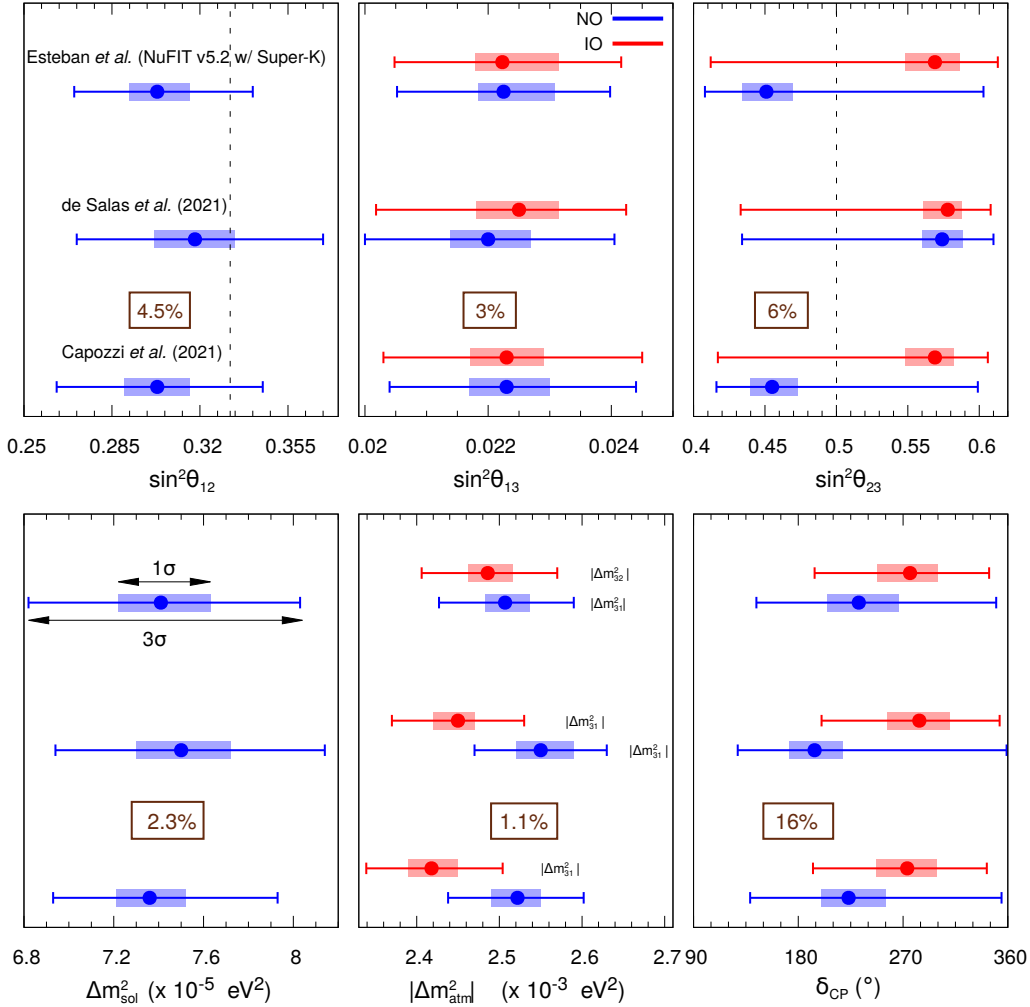 NO
IO
Esteban et al. (NuFIT v5.2 w/ Super-K)
de Salas et al. (2021)
4.5%
3%
6%
Capozzi et al. (2021)
0.25 0.285 0.32 0.355
0.02 0.022 0.024
0.4 0.45 0.5 0.55 0.6
sin²θ₁₂
sin²θ₁₃
sin²θ₂₃
1σ
3σ
|Δm²₃₂|
|Δm²₃₁|
|Δm²₃₁|
|Δm²₃₁|
2.3%
1.1%
16%
|Δm²₃₁|
6.8 7.2 7.6 8
2.4 2.5 2.6 2.7
90 180 270 360
Δm²sol (x 10⁻⁵ eV²)
|Δm²atm| (x 10⁻³ eV²)
δCP (°)